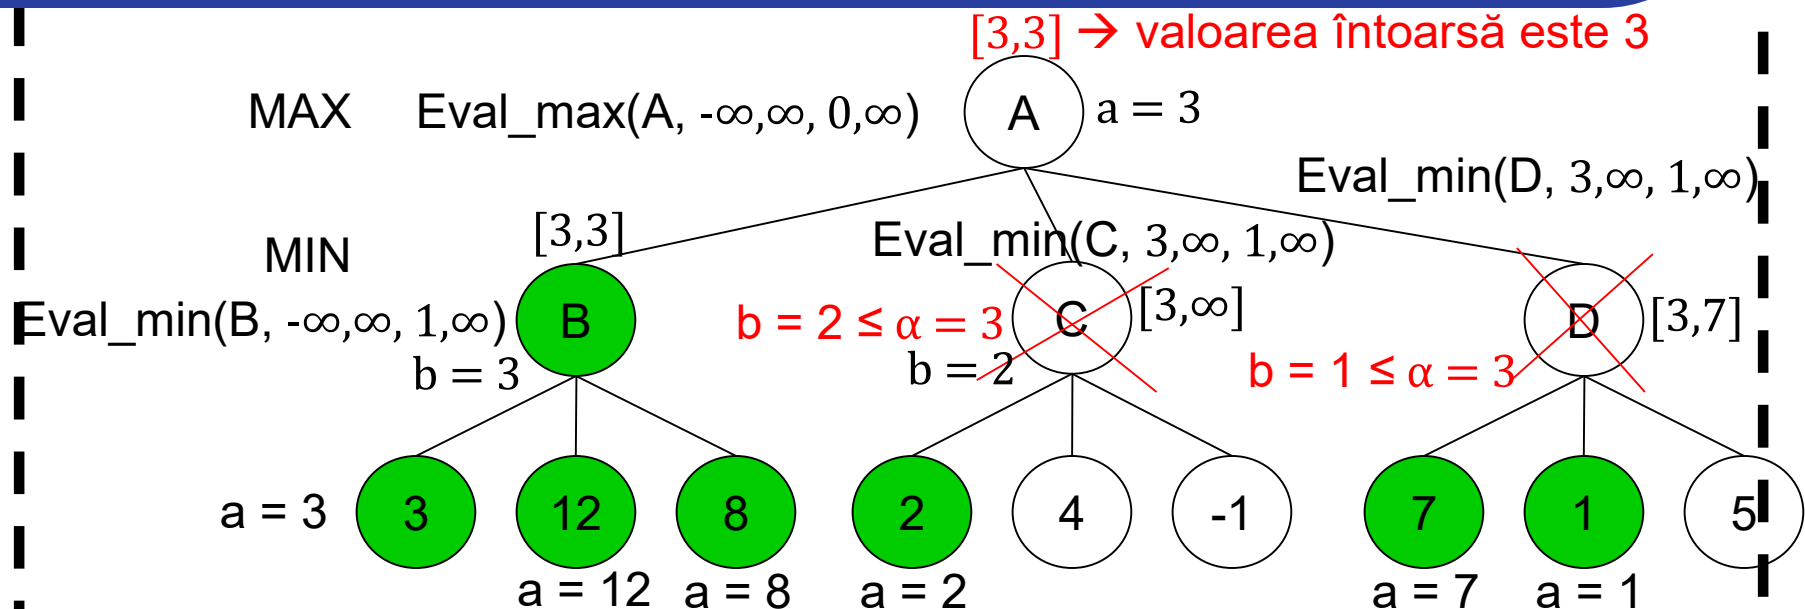 [3,3] → valoarea întoarsă este 3
MAX Eval_max(A, -∞,∞, 0,∞) A a = 3
Eval_min(D, 3,∞, 1,∞)
[3,3] Eval_min(C, 3,∞, 1,∞)
MIN
Eval_min(B, -∞,∞, 1,∞) B b = 2 ≤ α = 3 C [3,∞] D [3,7]
b = 3 b = 2 b = 1 ≤ α = 3
a = 3 3 12 8 2 4 -1 7 1 5
a = 12 a = 8 a = 2 a = 7 a = 1